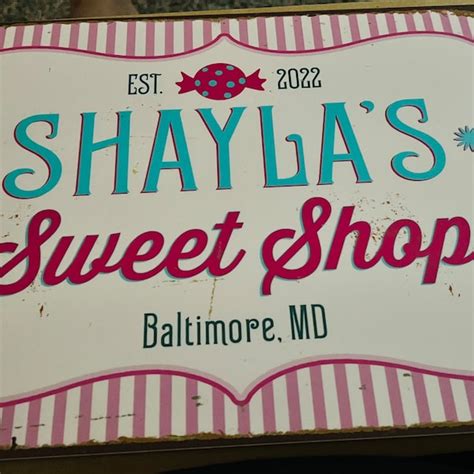 EST. 2022
SHAYLA'S
Sweet Shop
Baltimore, MD